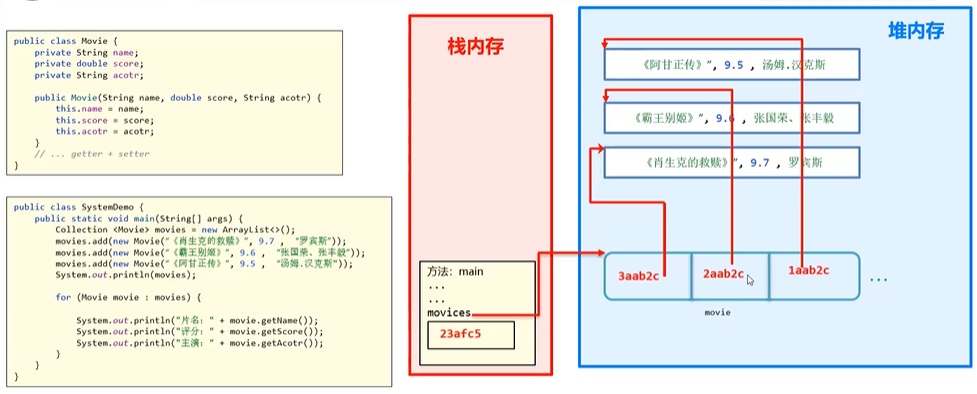 public class Movie {
private String name;
private double score;
private String acotr;
public Movie(String name, double score, String acotr) {
this.name = name;
this.score = score;
this.acotr = acotr;
}
// ... getter + setter
}
public class SystemDemo {
public static void main(String[] args) {
Collection <Movie> movies = new ArrayList<>();
movies.add(new Movie("《肖生克的救赎》", 9.7 , "罗宾斯"));
movies.add(new Movie("《霸王别姬》", 9.6 , "张国荣、张丰毅"));
movies.add(new Movie("《阿甘正传》", 9.5 , "汤姆.汉克斯"));
System.out.println(movies);
for (Movie movie : movies) {
System.out.println("片名：" + movie.getName());
System.out.println("评分：" + movie.getScore());
System.out.println("主演：" + movie.getAcotr());
}
}
}
栈内存
方法：main
...
...
movices
23afc5
堆内存
《阿甘正传》", 9.5 , 汤姆.汉克斯
《霸王别姬》", 9.6 , 张国荣、张丰毅
《肖生克的救赎》", 9.7 , 罗宾斯
3aab2c 2aab2c 1aab2c ...
movie